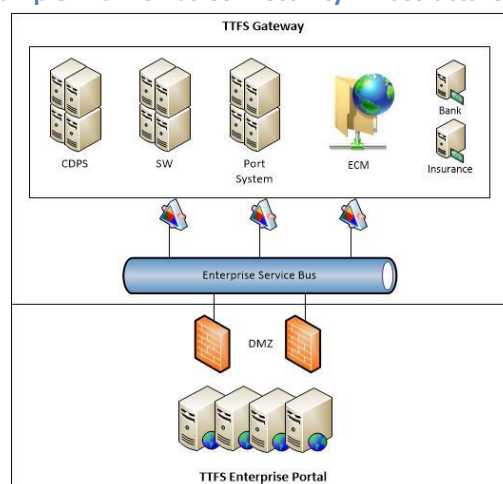 TTFS Gateway
CDPS
SW
Port
System
ECM
Bank
Insurance
Enterprise Service Bus
DMZ
TTFS Enterprise Portal